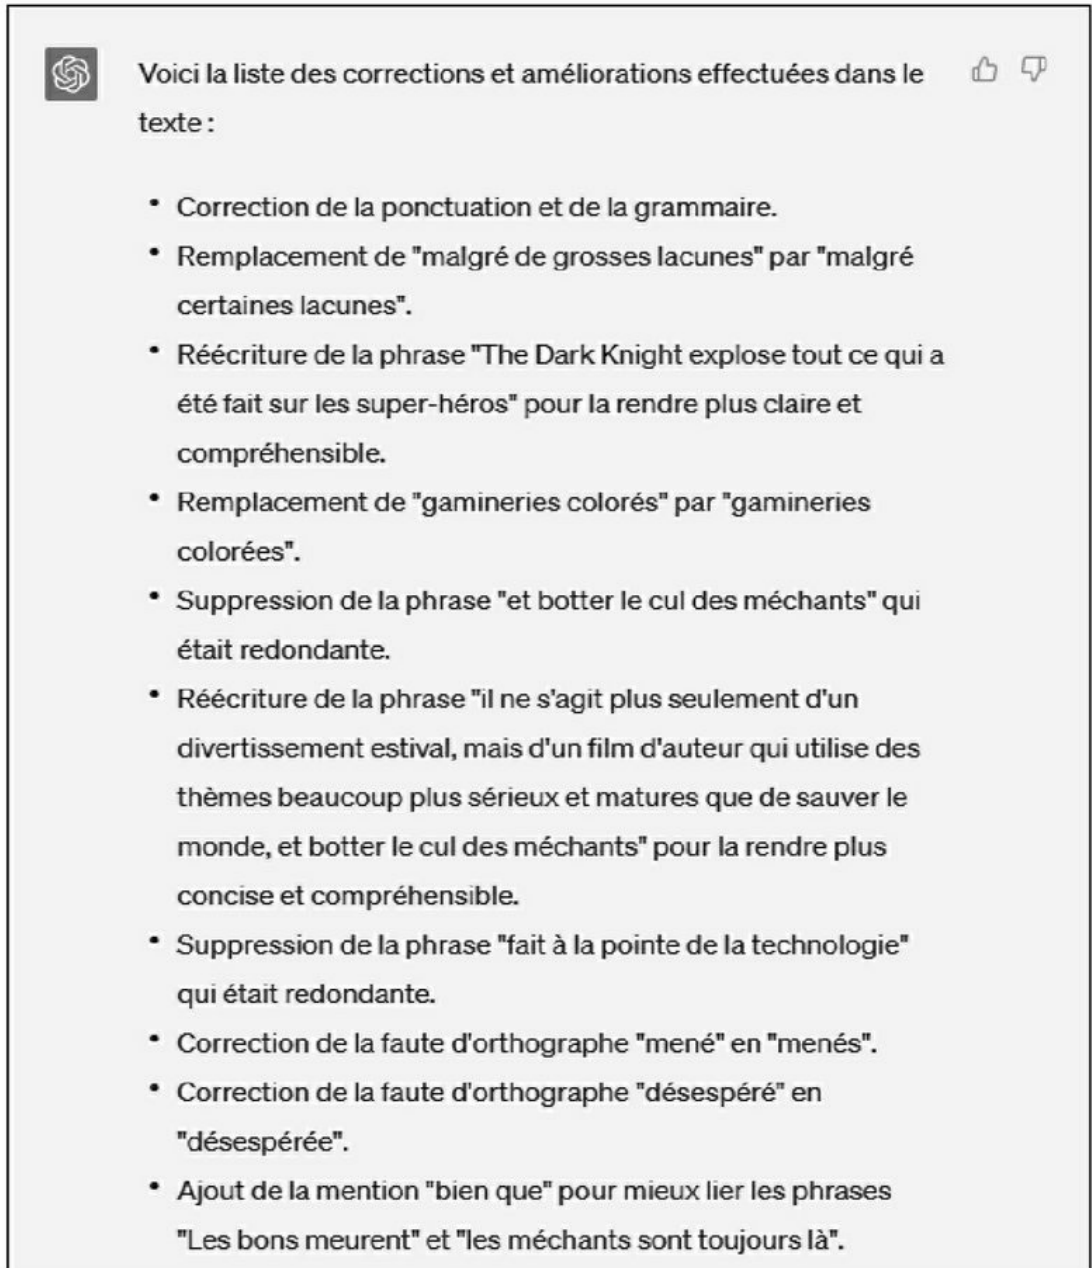 Voici la liste des corrections et améliorations effectuées dans le
texte :
• Correction de la ponctuation et de la grammaire.
• Remplacement de "malgré de grosses lacunes" par "malgré
certaines lacunes".
• Réécriture de la phrase "The Dark Knight explose tout ce qui a
été fait sur les super-héros" pour la rendre plus claire et
compréhensible.
• Remplacement de "gamineries colorés" par "gamineries
colorées".
• Suppression de la phrase "et botter le cul des méchants" qui
était redondante.
• Réécriture de la phrase "il ne s'agit plus seulement d'un
divertissement estival, mais d'un film d'auteur qui utilise des
thèmes beaucoup plus sérieux et matures que de sauver le
monde, et botter le cul des méchants" pour la rendre plus
concise et compréhensible.
• Suppression de la phrase "fait à la pointe de la technologie"
qui était redondante.
• Correction de la faute d'orthographe "mené" en "menés".
• Correction de la faute d'orthographe "désespéré" en
"désespérée".
• Ajout de la mention "bien que" pour mieux lier les phrases
"Les bons meurent" et "les méchants sont toujours là".